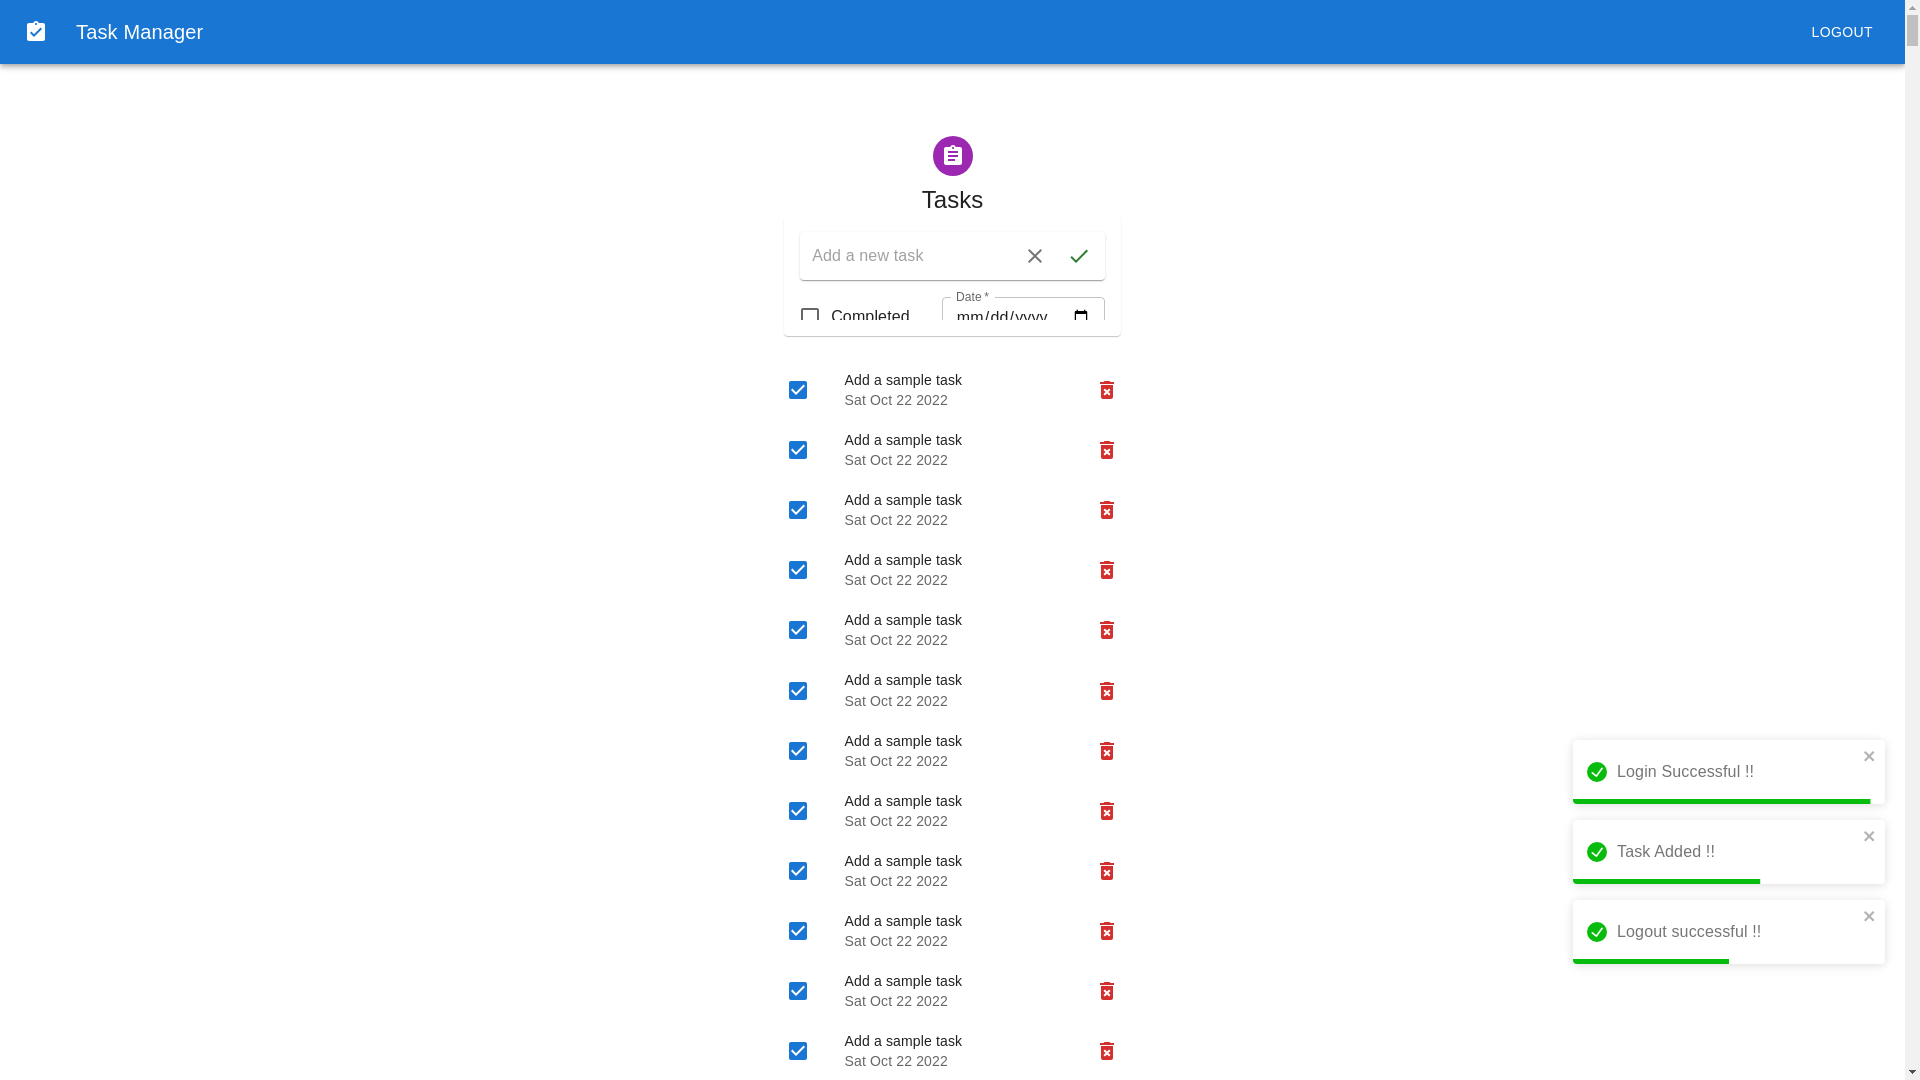 Task Manager
LOGOUT
Tasks
Add a new task
Date *
Completed
mm/dd/yyyy
Add a sample task
Sat Oct 22 2022
Add a sample task
Sat Oct 22 2022
Add a sample task
Sat Oct 22 2022
Add a sample task
Sat Oct 22 2022
Add a sample task
Sat Oct 22 2022
Add a sample task
Sat Oct 22 2022
Add a sample task
Sat Oct 22 2022
Add a sample task
Sat Oct 22 2022
Add a sample task
Sat Oct 22 2022
Add a sample task
Sat Oct 22 2022
Add a sample task
Sat Oct 22 2022
Add a sample task
Sat Oct 22 2022
Login Successful !!
Task Added !!
Logout successful !!